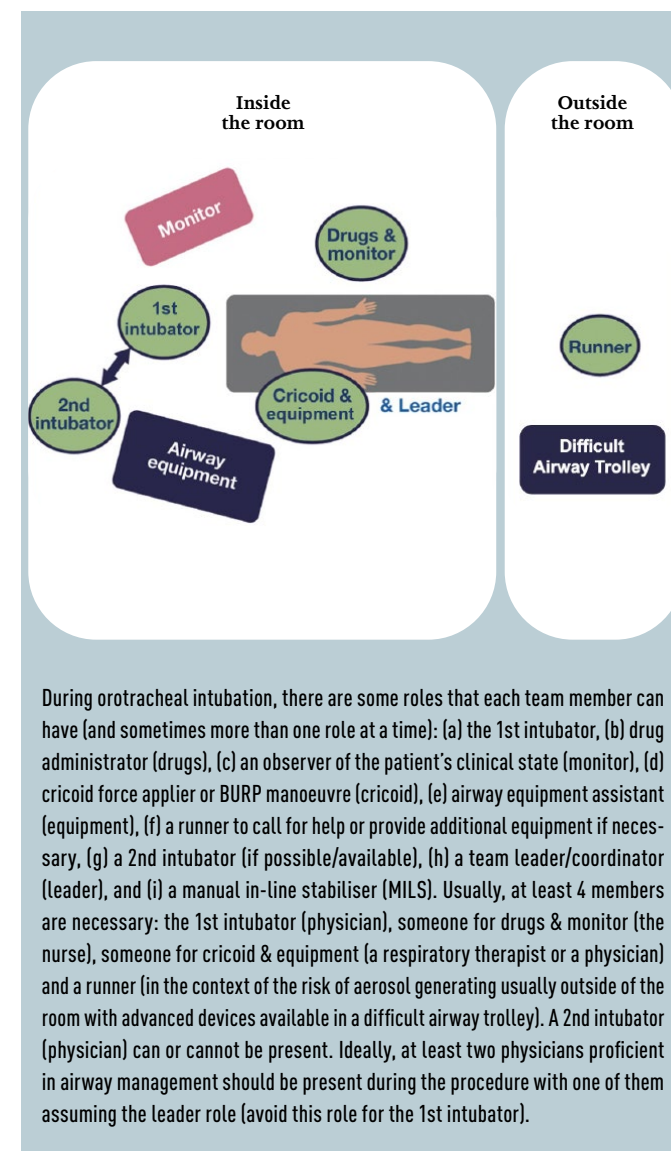 Inside
the room
Outside
the room
Monitor
Drugs &
monitor
1st
intubator
Runner
2nd
intubator
Cricoid &
equipment
& Leader
Airway
equipment
Difficult
Airway Trolley
During orotracheal intubation, there are some roles that each team member can
have (and sometimes more than one role at a time): (a) the 1st intubator, (b) drug
administrator (drugs), (c) an observer of the patient's clinical state (monitor), (d)
cricoid force applier or BURP manoeuvre (cricoid), (e) airway equipment assistant
(equipment), (f) a runner to call for help or provide additional equipment if neces-
sary, (g) a 2nd intubator (if possible/available), (h) a team leader/coordinator
(leader), and (i) a manual in-line stabiliser (MILS). Usually, at least 4 members
are necessary: the 1st intubator (physician), someone for drugs & monitor (the
nurse), someone for cricoid & equipment (a respiratory therapist or a physician)
and a runner (in the context of the risk of aerosol generating usually outside of the
room with advanced devices available in a difficult airway trolley). A 2nd intubator
(physician) can or cannot be present. Ideally, at least two physicians proficient
in airway management should be present during the procedure with one of them
assuming the leader role (avoid this role for the 1st intubator).